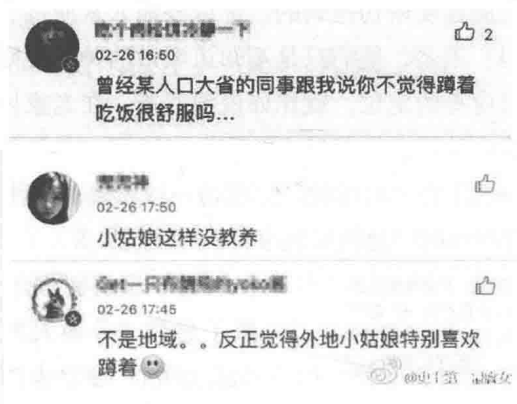 2
02-26 16:50
曾经某人口大省的同事跟我说你不觉得蹲着
吃饭很舒服吗...
02-26 17:50
小姑娘这样没教养
02-26 17:45
不是地域。。反正觉得外地小姑娘特别喜欢
蹲着